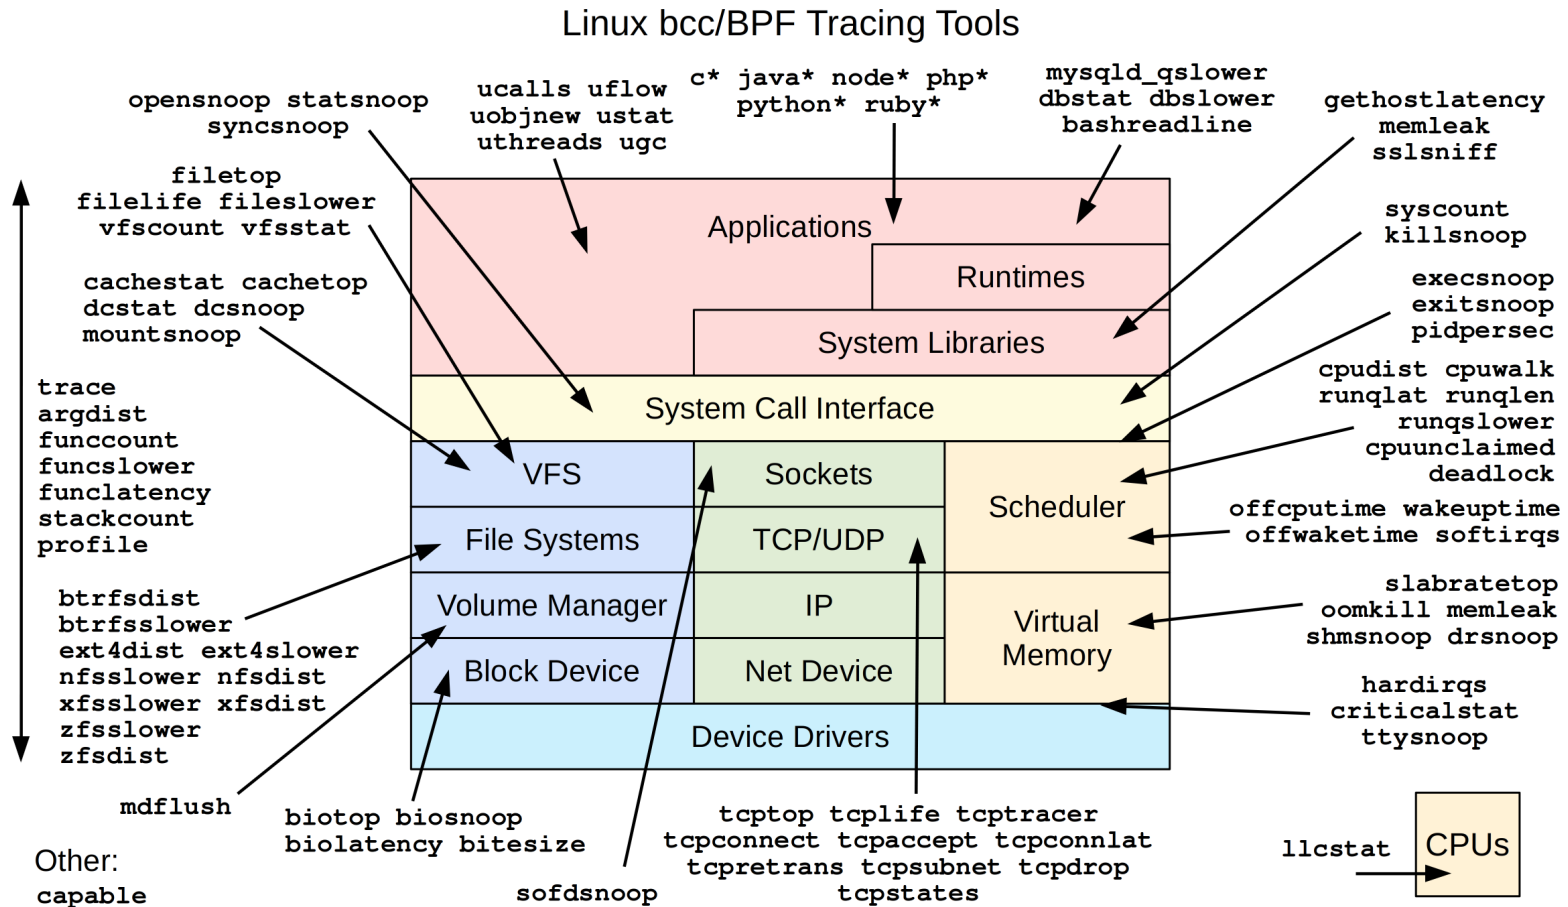 Linux bcc/BPF Tracing Tools
opensnoop statsnoop
syncsnoop
ucalls uflow
uobjnew ustat
uthreads ugc
c* java* node* php*
python* ruby*
mysqld_qslower
dbstat dbslower
bashreadline
gethostlatency
memleak
sslsniff
filetop
filelife fileslower
vfscount vfsstat
syscount
killsnoop
cachestat cachetop
dcstat dcsnoop
mountsnoop
execsnoop
exitsnoop
pidpersec
trace
argdist
funccount
funcslower
funclatency
stackcount
profile
cpudist cpuwalk
runqlat runqlen
runqslower
cpuunclaimed
deadlock
offcputime wakeuptime
offwaketime softirqs
btrfsdist
btrfsslower
ext4dist ext4slower
nfsslower nfsdist
xfsslower xfsdist
zfsslower
zfsdist
slabratetop
oomkill memleak
shmsnoop drsnoop
hardirqs
criticalstat
ttysnoop
Applications
Runtimes
System Libraries
System Call Interface
VFS
Sockets
Scheduler
File Systems
TCP/UDP
Volume Manager
IP
Virtual
Memory
Block Device
Net Device
Device Drivers
mdflush
biotop biosnoop
biolatency bitesize
sofdsnoop
tcptop tcplife tcptracer
tcpconnect tcpaccept tcpconnlat
tcpretrans tcpsubnet tcpdrop
tcpstates
llcstat
CPUs
Other:
capable